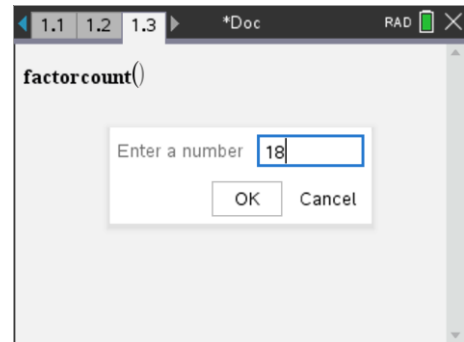 1.1 1.2 1.3 *Doc RAD
factorcount()
Enter a number 18
OK Cancel